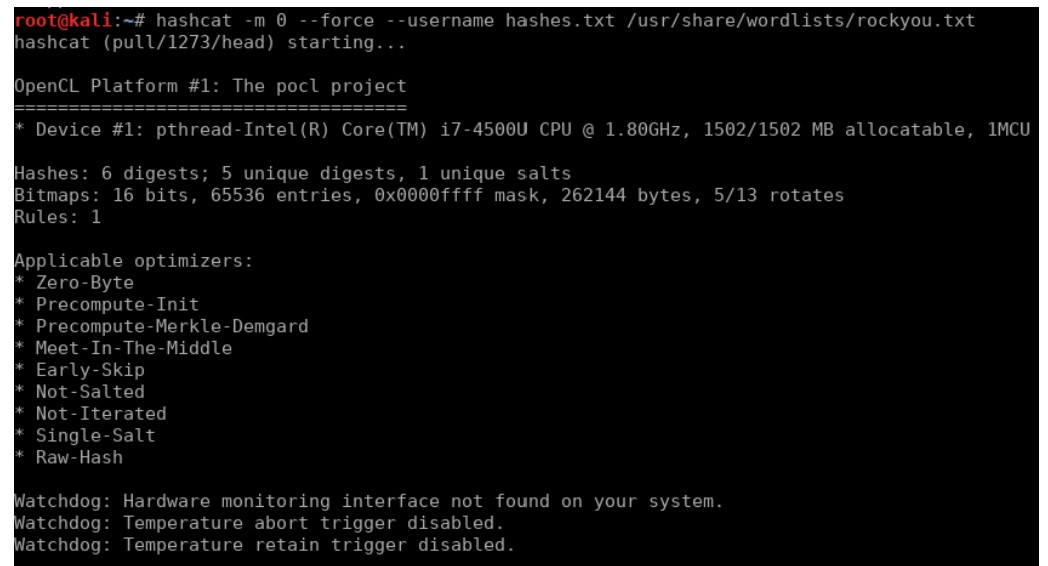 root@kali:~# hashcat -m 0 --force --username hashes.txt /usr/share/wordlists/rockyou.txt
hashcat (pull/1273/head) starting...
OpenCL Platform #1: The pocl project
====================================
* Device #1: pthread-Intel(R) Core(TM) i7-4500U CPU @ 1.80GHz, 1502/1502 MB allocatable, 1MCU
Hashes: 6 digests; 5 unique digests, 1 unique salts
Bitmaps: 16 bits, 65536 entries, 0x0000ffff mask, 262144 bytes, 5/13 rotates
Rules: 1
Applicable optimizers:
* Zero-Byte
* Precompute-Init
* Precompute-Merkle-Demgard
* Meet-In-The-Middle
* Early-Skip
* Not-Salted
* Not-Iterated
* Single-Salt
* Raw-Hash
Watchdog: Hardware monitoring interface not found on your system.
Watchdog: Temperature abort trigger disabled.
Watchdog: Temperature retain trigger disabled.